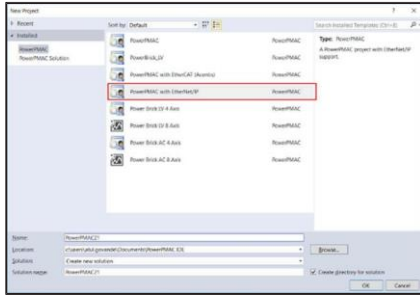 New Project
? ×
Recent
Installed
PowerPMAC
PowerPMAC Solution
Sort by: Default
Search Installed Templates (Ctrl+E)
PowerPMAC PowerPMAC
PowerBrick_LV PowerPMAC
PowerPMAC with EtherCAT (Acontis) PowerPMAC
PowerPMAC with EtherNet/IP PowerPMAC
Power Brick LV 4 Axis PowerPMAC
Power Brick LV 8 Axis PowerPMAC
Power Brick AC 4 Axis PowerPMAC
Power Brick AC 8 Axis PowerPMAC
Type: PowerPMAC
A PowerPMAC project with EtherNet/IP
support.
Name: PowerPMAC21
Location: Browse...
Solution: Create new solution
Solution name: PowerPMAC21
Create directory for solution
OK Cancel